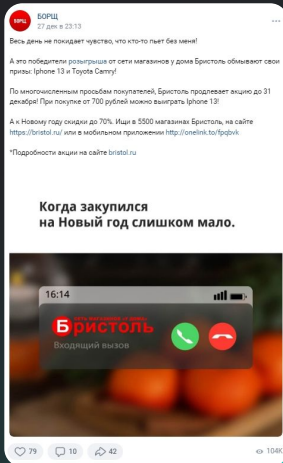 БОРЩ
БОРЩ
27 дек в 23:13
Весь день не покидает чувство, что кто-то пьет без меня!
А это победители розыгрыша от сети магазинов у дома Бристоль обмывают свои
призы: Iphone 13 и Toyota Camry!
По многочисленным просьбам покупателей, Бристоль продлевает акцию до 31
декабря! При покупке от 700 рублей можно выиграть Iphone 13!
А к Новому году скидки до 70%. Ищи в 5500 магазинах Бристоль, на сайте
https://bristol.ru/ или в мобильном приложении http://onelink.to/fpqbvk
*Подробности акции на сайте bristol.ru
Когда закупился
на Новый год слишком мало.
16:14
СЕТЬ МАГАЗИНОВ У ДОМА
Бристоль
Входящий вызов
79
10
42
104K